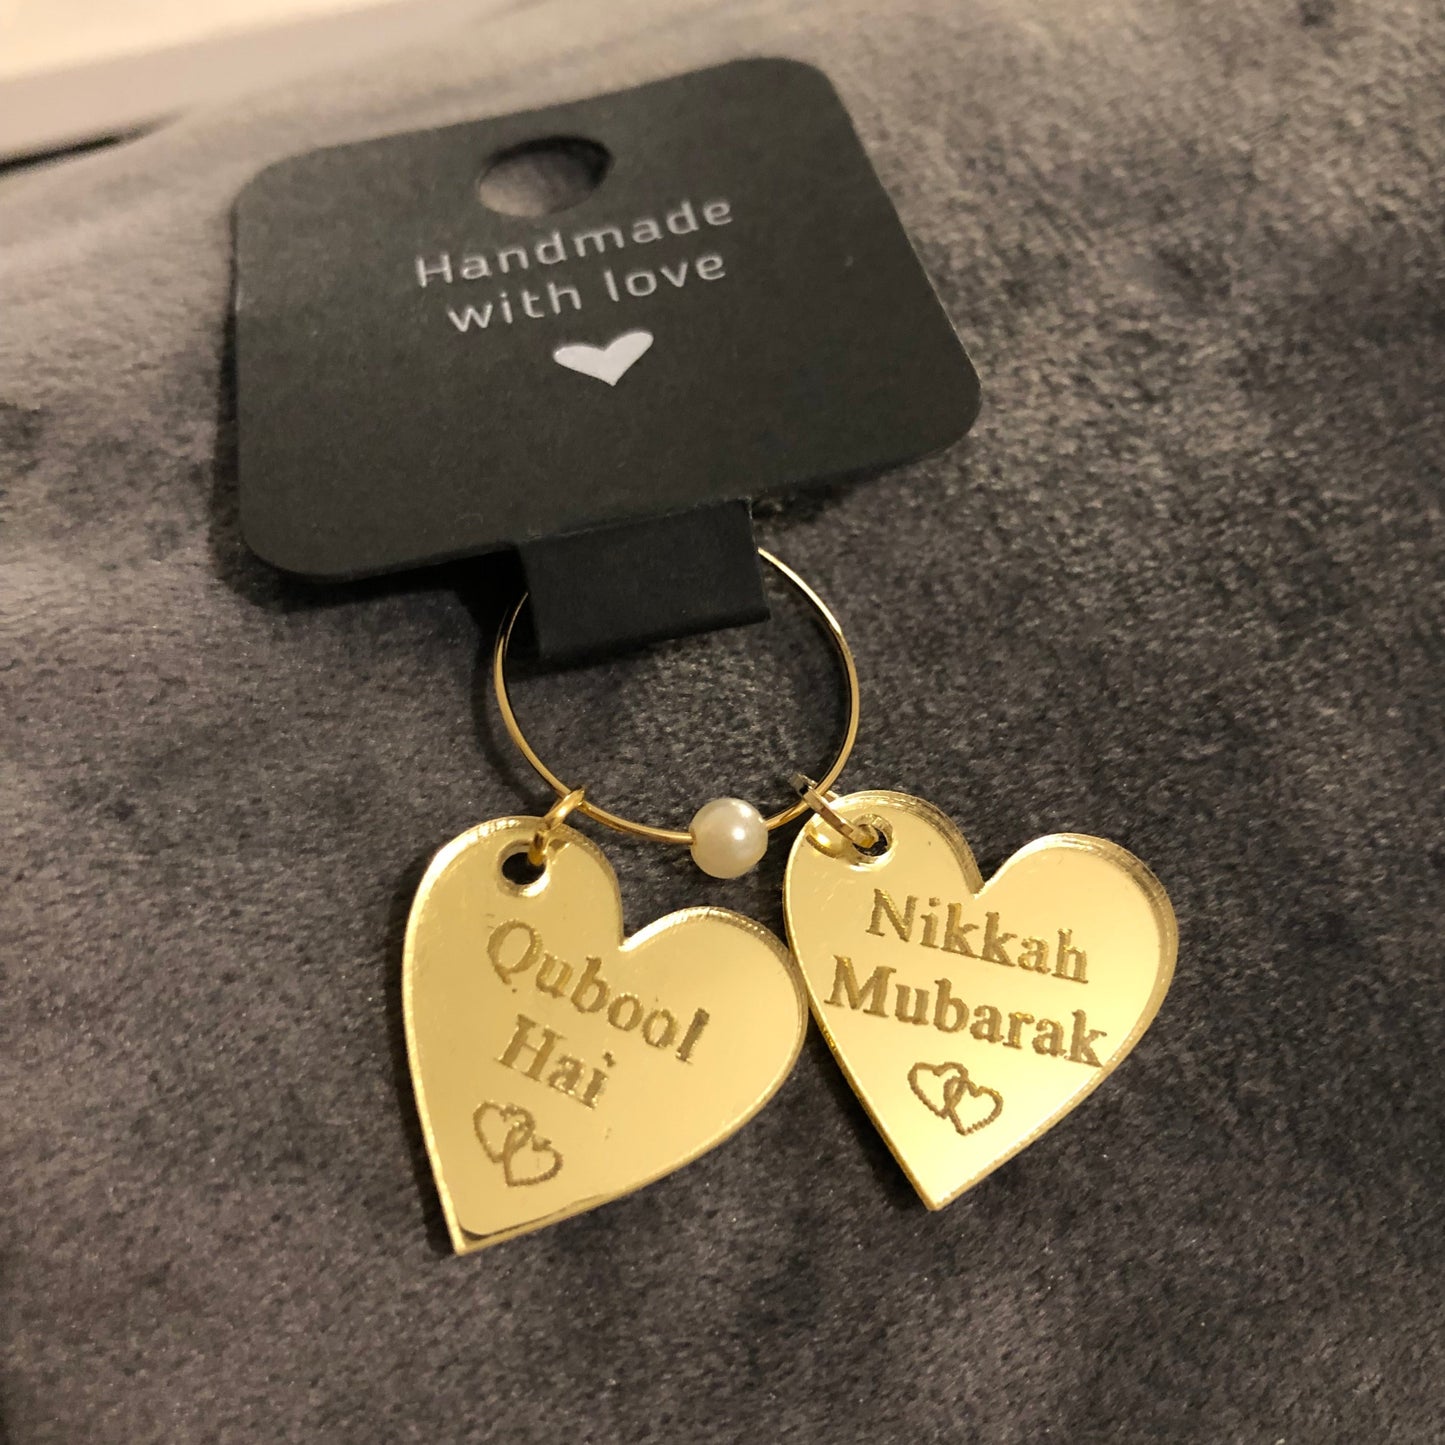 Handmade
with love
Qubool
Hai
Nikkah
Mubarak